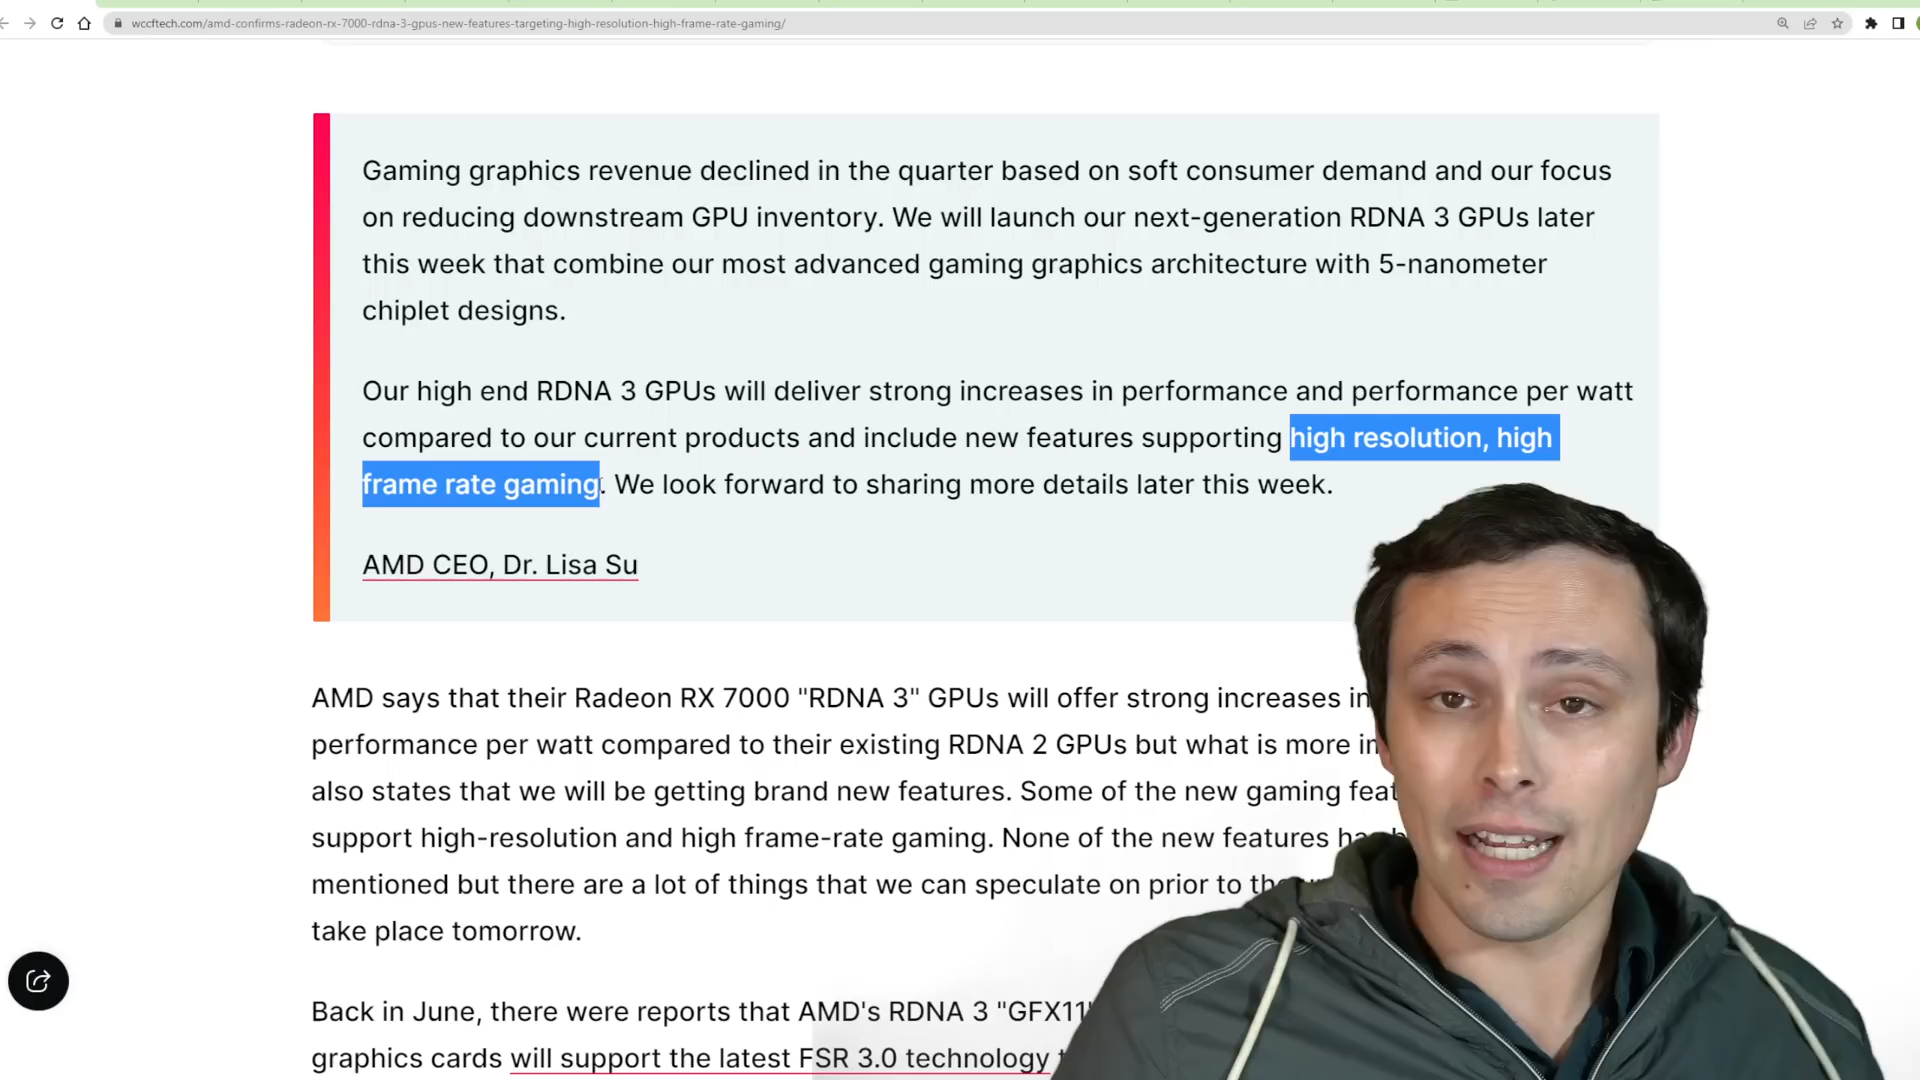 wccftech.com/amd-confirms-radeon-rx-7000-rdna-3-gpus-new-features-targeting-high-resolution-high-frame-rate-gaming/
Gaming graphics revenue declined in the quarter based on soft consumer demand and our focus
on reducing downstream GPU inventory. We will launch our next-generation RDNA 3 GPUs later
this week that combine our most advanced gaming graphics architecture with 5-nanometer
chiplet designs.
Our high end RDNA 3 GPUs will deliver strong increases in performance and performance per watt
compared to our current products and include new features supporting high resolution, high
frame rate gaming. We look forward to sharing more details later this week.
AMD CEO, Dr. Lisa Su
AMD says that their Radeon RX 7000 "RDNA 3" GPUs will offer strong increases in
performance per watt compared to their existing RDNA 2 GPUs but what is more
also states that we will be getting brand new features. Some of the new gaming
support high-resolution and high frame-rate gaming. None of the new features
mentioned but there are a lot of things that we can speculate on prior to
take place tomorrow.
Back in June, there were reports that AMD's RDNA 3 "GFX11"
graphics cards will support the latest FSR 3.0 technology